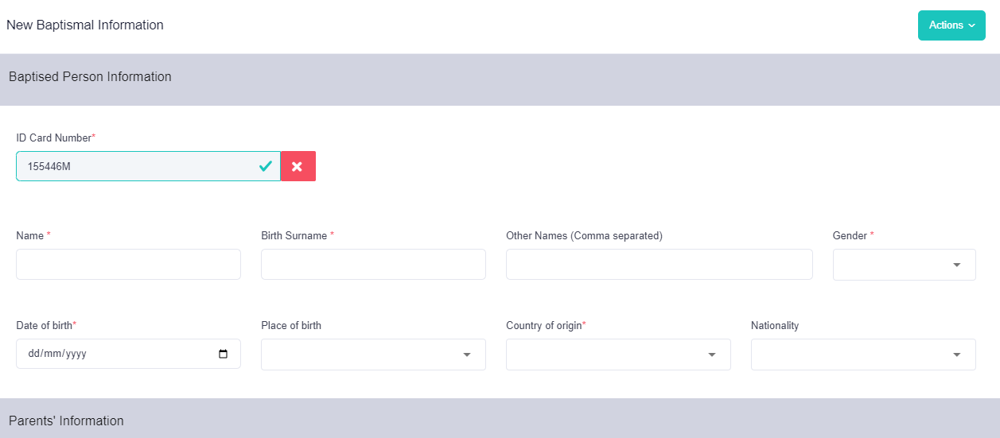 New Baptismal Information
Actions
Baptised Person Information
ID Card Number*
155446M
Name * Birth Surname * Other Names (Comma separated) Gender *
Date of birth* Place of birth Country of origin* Nationality
dd/mm/yyyy
Parents' Information